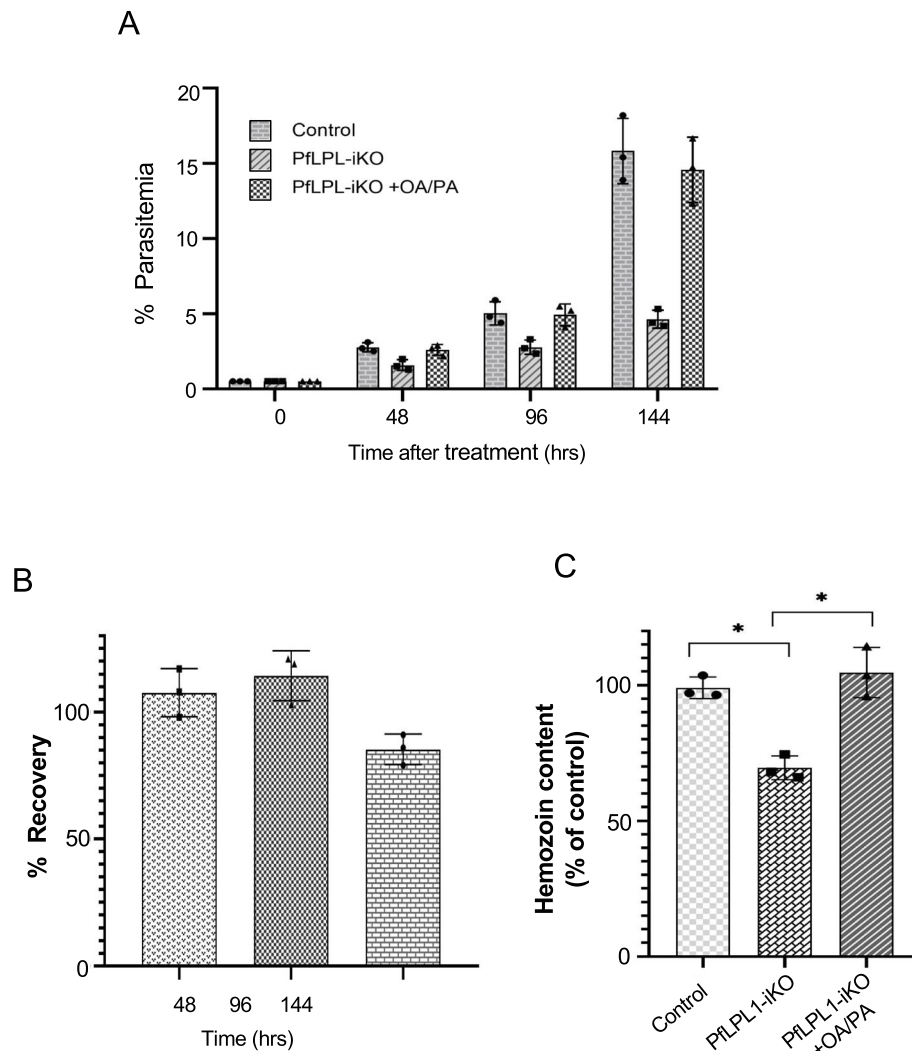 A
20
15
10
5
0
% Parasitemia
Control
PfLPL-iKO
PfLPL-iKO +OA/PA
0 48 96 144
Time after treatment (hrs)
B
100
50
0
% Recovery
48 96 144
Time (hrs)
C
* *
100
50
0
Hemozoin content
(% of control)
Control
PfLPL1-iKO
PfLPL1-iKO
+OA/PA